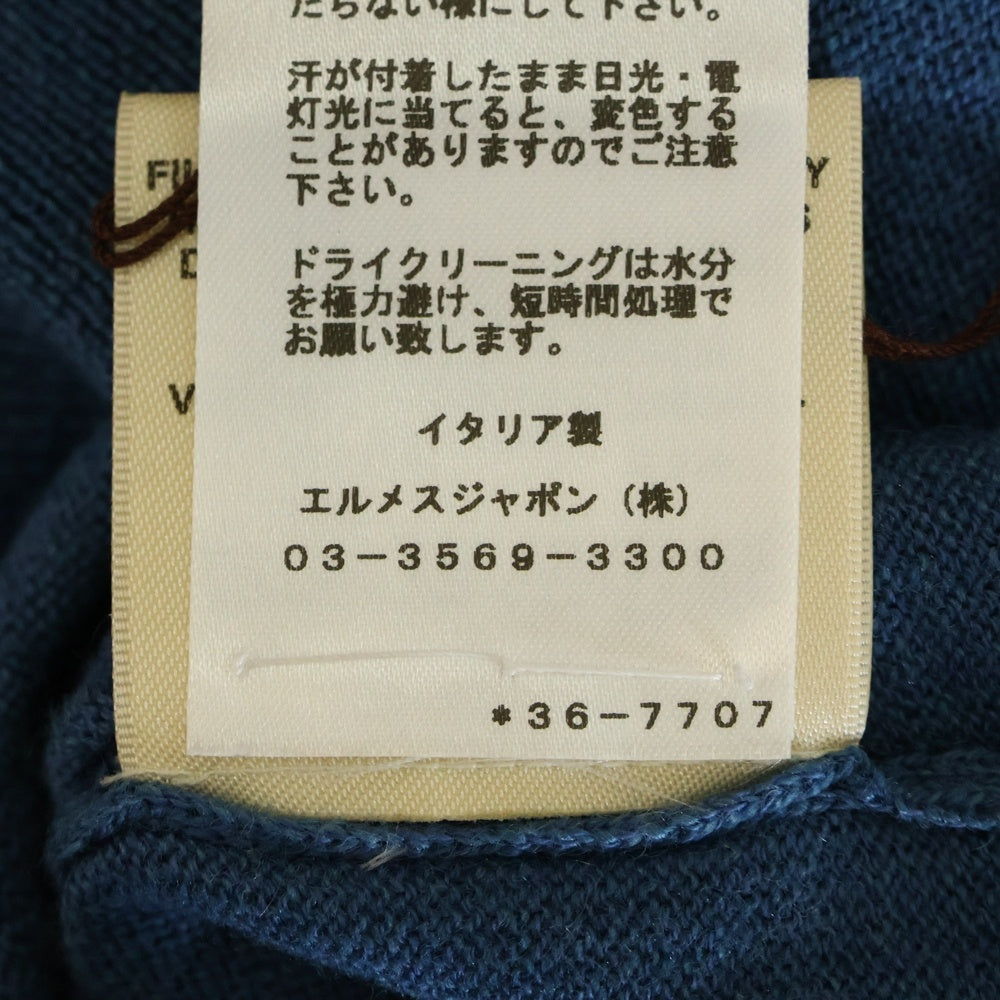 たらない様にして下さい。
汗が付着したまま日光・電
灯光に当てると、変色する
ことがありますのでご注意
下さい。
ドライクリーニングは水分
を極力避け、短時間処理で
お願い致します。
イタリア製
エルメスジャポン（株）
03-3569-3300
*36-7707